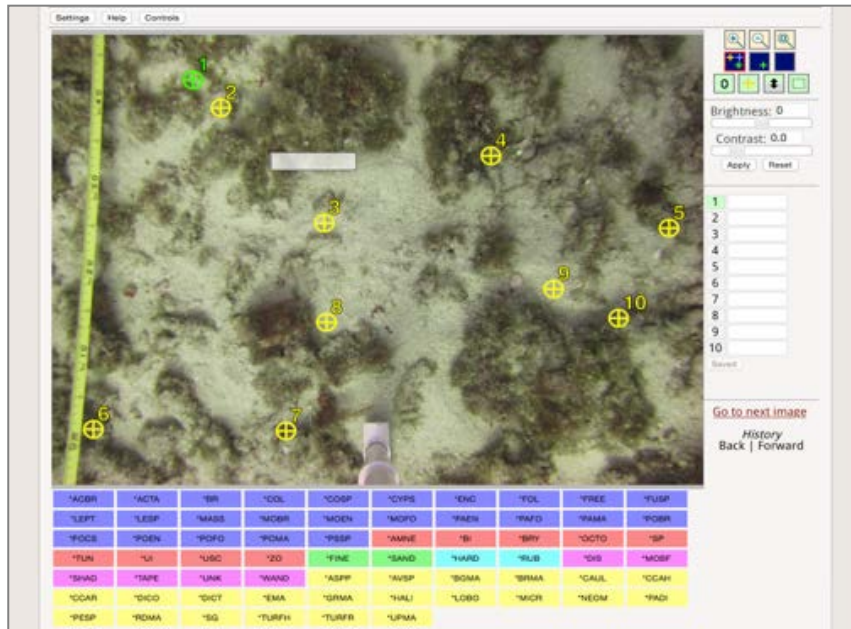 Settings Help Controls
1
2
3
4
5
6
7
8
9
10
0
Brightness: 0
Contrast: 0.0
Apply Reset
1
2
3
4
5
6
7
8
9
10
Saved
Go to next image
History
Back | Forward
*ACBR *ACTA *BR *COL *COSP *CYPS *ENC *FOL *FREE *FUSP
*LEPT *LESP *MASS *MOBR *MOEN *MOFO *PAEN *PAFO *PAMA *POBR
*POCS *POEN *POFO *POMA *PSSP *AMNE *BI *BRY *OCTO *SP
*TUN *UI *USC *ZO *FINE *SAND *HARD *RUB *DIS *MOBF
*SHAD *TAPE *UNK *WAND *ASPP *AVSP *BGMA *BRMA *CAUL *CCAH
*CCAR *DICO *DICT *EMA *GRMA *HALI *LOBO *MICR *NEOM *PADI
*PESP *RDMA *SG *TURFH *TURFR *UPMA